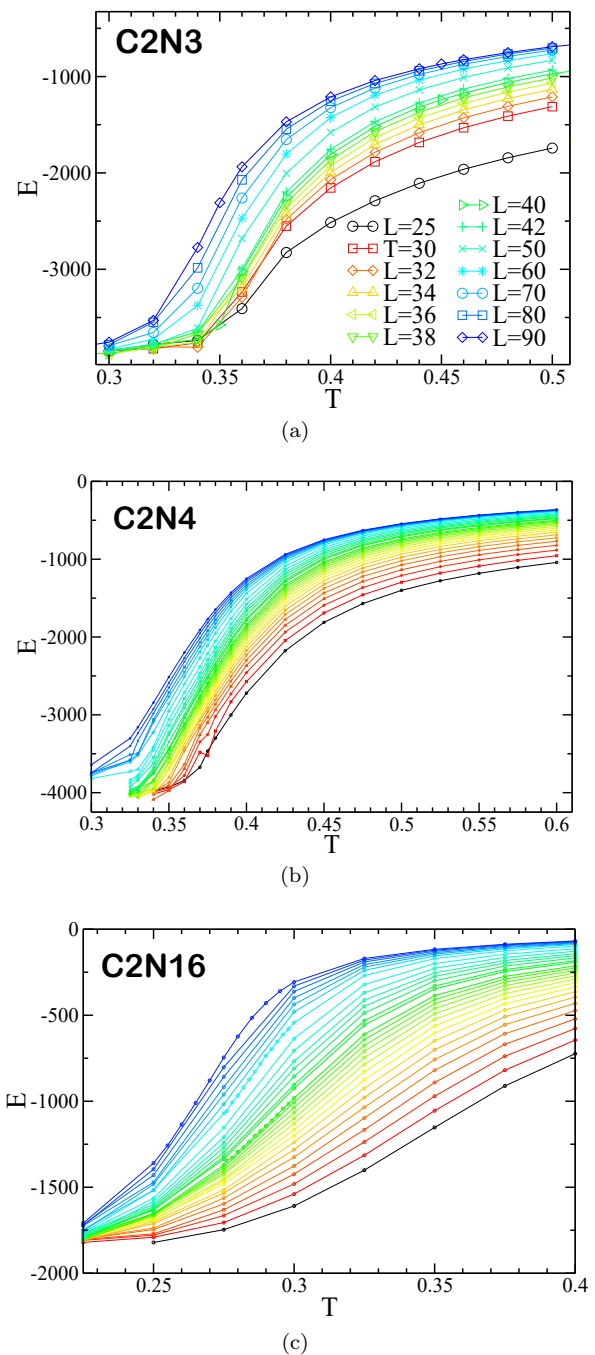 C2N3
-1000
-2000
-3000
E
0.3
0.35
0.4
0.45
0.5
T
L=25
T=30
L=32
L=34
L=36
L=38
L=40
L=42
L=50
L=60
L=70
L=80
L=90
(a)
C2N4
0
-1000
-2000
-3000
-4000
E
0.3
0.35
0.4
0.45
0.5
0.55
0.6
T
(b)
C2N16
0
-500
-1000
-1500
-2000
E
0.25
0.3
0.35
0.4
T
(c)